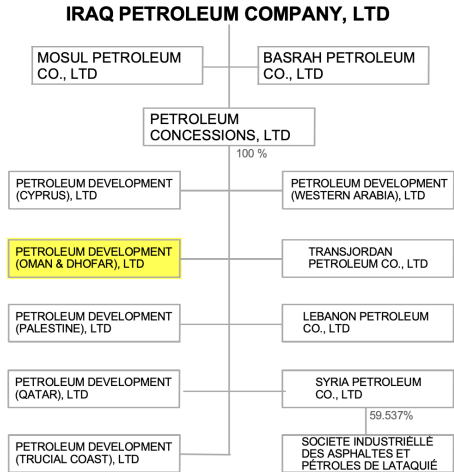 IRAQ PETROLEUM COMPANY, LTD
MOSUL PETROLEUM
CO., LTD
BASRAH PETROLEUM
CO., LTD
PETROLEUM
CONCESSIONS, LTD
100 %
PETROLEUM DEVELOPMENT
(CYPRUS), LTD
PETROLEUM DEVELOPMENT
(WESTERN ARABIA), LTD
PETROLEUM DEVELOPMENT
(OMAN & DHOFAR), LTD
TRANSJORDAN
PETROLEUM CO., LTD
PETROLEUM DEVELOPMENT
(PALESTINE), LTD
LEBANON PETROLEUM
CO., LTD
PETROLEUM DEVELOPMENT
(QATAR), LTD
SYRIA PETROLEUM
CO., LTD
59.537%
PETROLEUM DEVELOPMENT
(TRUCIAL COAST), LTD
SOCIETE INDUSTRIËLLÉ
DES ASPHALTES ET
PÉTROLES DE LATAQUIÉ